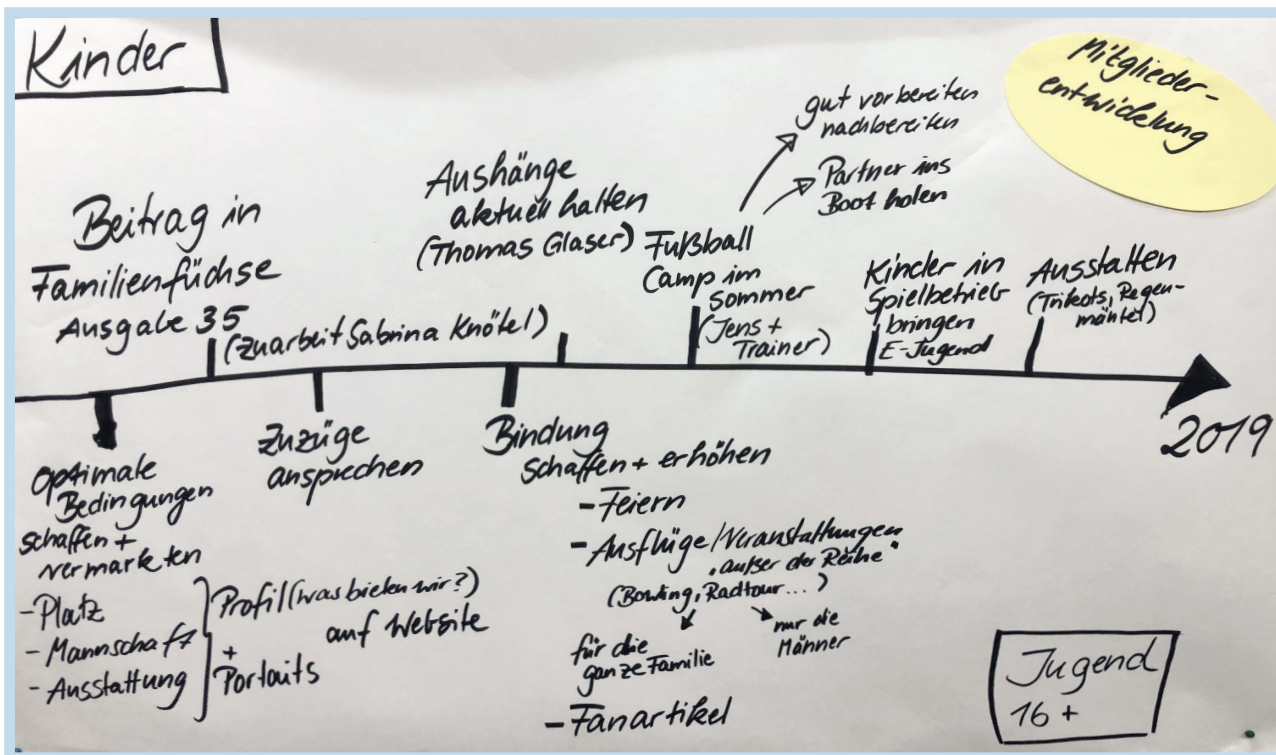 Kinder
Mitglieder-
entwickelung
gut vorbereiten
nachbereiten
Partner ins
Boot holen
Beitrag in
Familienfüchse
Ausgabe 35
(Zuarbeit Sabrina Knötel)
Aushänge
aktuell halten
(Thomas Glaser)
Fußball
Camp im
Sommer
(Jens +
Trainer)
Kinder in
Spielbetrieb
bringen
E-Jugend
Ausstatten
(Trikots, Regen-
mäntel)
2019
optimale
Bedingungen
schaffen +
vermarkten
- Platz
- Mannschaft
- Ausstattung
Profil (was bieten wir?)
auf Website
+
Portraits
Zuzüge
ansprechen
Bindung
schaffen + erhöhen
- Feiern
- Ausflüge/Veranstaltungen
"außer der Reihe"
(Bowling, Radtour...)
für die
ganze Familie
nur die
Männer
- Fanartikel
Jugend
16 +